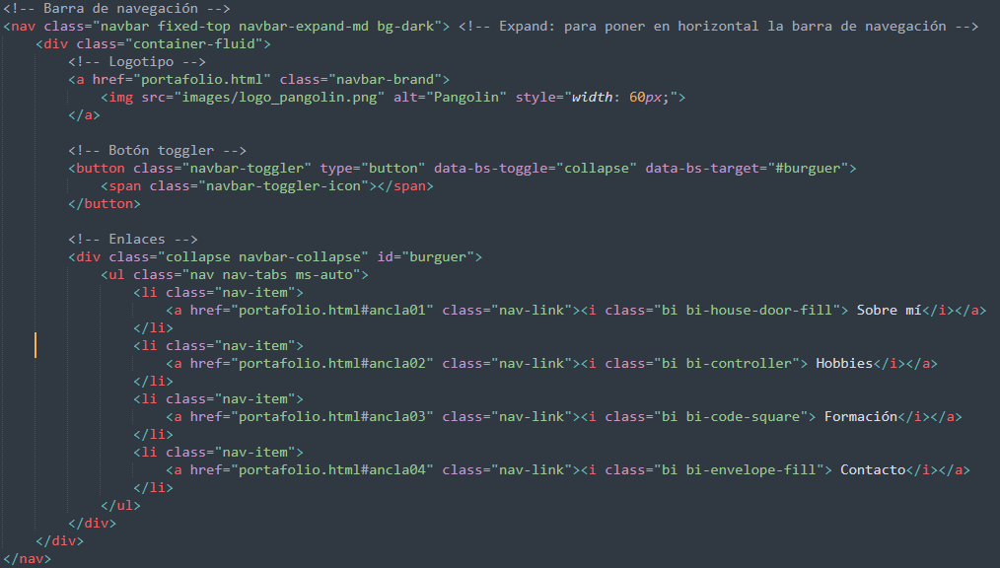 <!-- Barra de navegación -->
<nav class="navbar fixed-top navbar-expand-md bg-dark"> <!-- Expand: para poner en horizontal la barra de navegación -->
    <div class="container-fluid">
        <!-- Logotipo -->
        <a href="portafolio.html" class="navbar-brand">
            <img src="images/logo_pangolin.png" alt="Pangolin" style="width: 60px;">
        </a>

        <!-- Botón toggler -->
        <button class="navbar-toggler" type="button" data-bs-toggle="collapse" data-bs-target="#burguer">
            <span class="navbar-toggler-icon"></span>
        </button>

        <!-- Enlaces -->
        <div class="collapse navbar-collapse" id="burguer">
            <ul class="nav nav-tabs ms-auto">
                <li class="nav-item">
                    <a href="portafolio.html#ancla01" class="nav-link"><i class="bi bi-house-door-fill"> Sobre mí</i></a>
                </li>
                <li class="nav-item">
                    <a href="portafolio.html#ancla02" class="nav-link"><i class="bi bi-controller"> Hobbies</i></a>
                </li>
                <li class="nav-item">
                    <a href="portafolio.html#ancla03" class="nav-link"><i class="bi bi-code-square"> Formación</i></a>
                </li>
                <li class="nav-item">
                    <a href="portafolio.html#ancla04" class="nav-link"><i class="bi bi-envelope-fill"> Contacto</i></a>
                </li>
            </ul>
        </div>
    </div>
</nav>